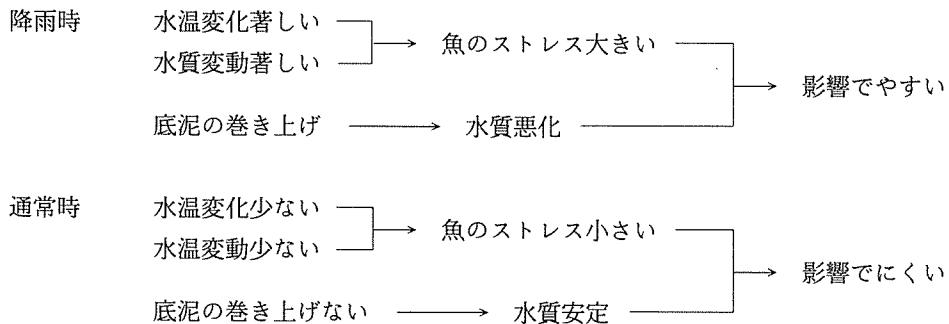 降雨時 水温変化著しい
水質変動著しい
魚のストレス大きい
底泥の巻き上げ
水質悪化
影響でやすい
通常時 水温変化少ない
水温変動少ない
魚のストレス小さい
底泥の巻き上げない
水質安定
影響でにくい